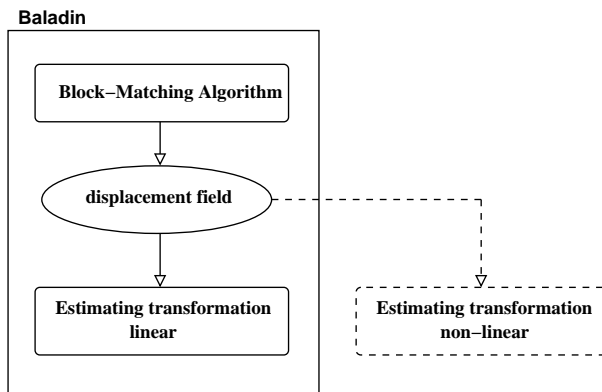 Baladin
Block−Matching Algorithm
displacement field
Estimating transformation
linear
Estimating transformation
non-linear